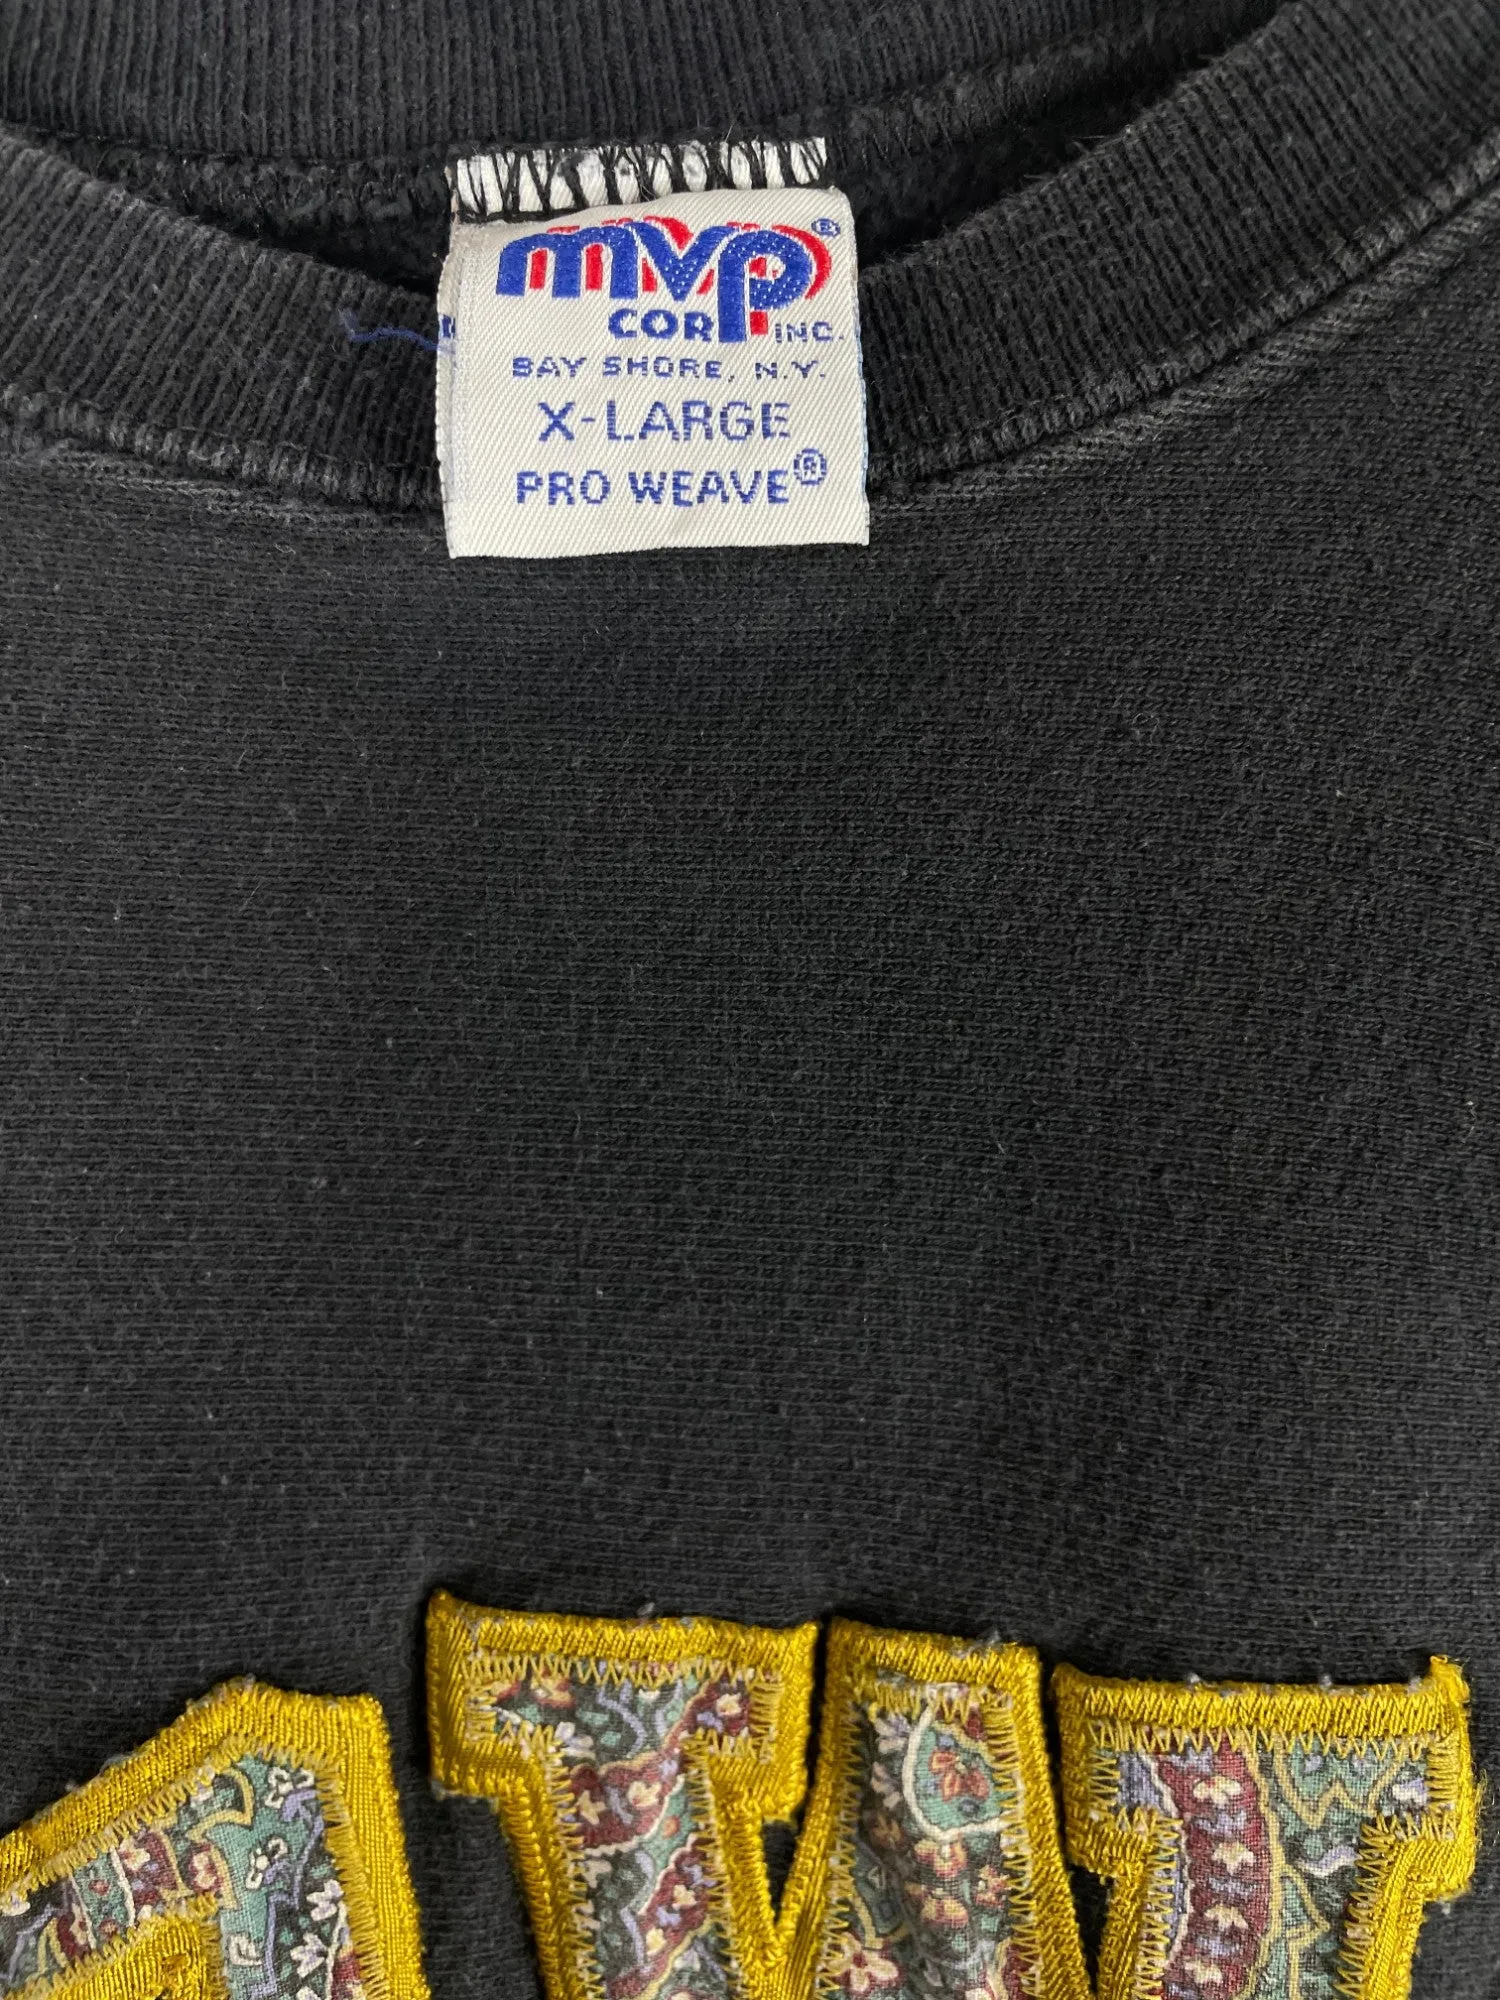 mvp®
CORP INC.
BAY SHORE, N.Y.
X-LARGE
PRO WEAVE®